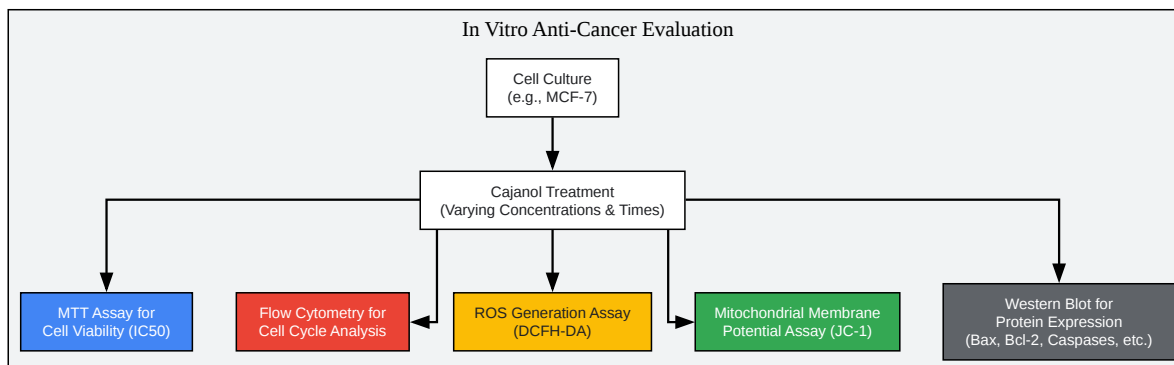 In Vitro Anti-Cancer Evaluation
Cell Culture
(e.g., MCF-7)
Cajanol Treatment
(Varying Concentrations & Times)
MTT Assay for
Cell Viability (IC50)
Flow Cytometry for
Cell Cycle Analysis
ROS Generation Assay
(DCFH-DA)
Mitochondrial Membrane
Potential Assay (JC-1)
Western Blot for
Protein Expression
(Bax, Bcl-2, Caspases, etc.)